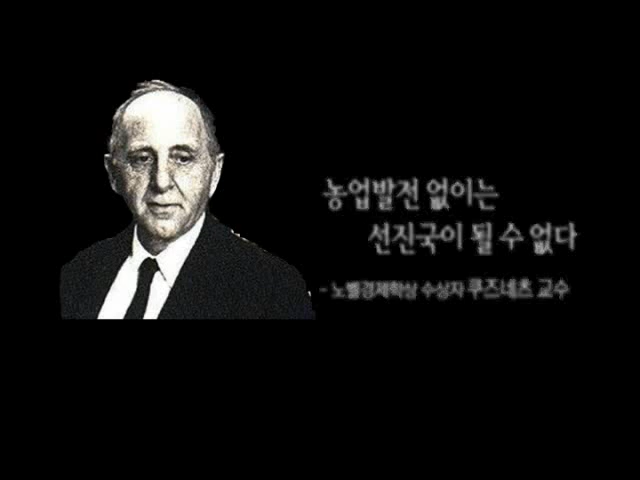 농업발전 없이는
선진국이 될 수 없다
- 노벨경제학상 수상자 쿠즈네츠 교수